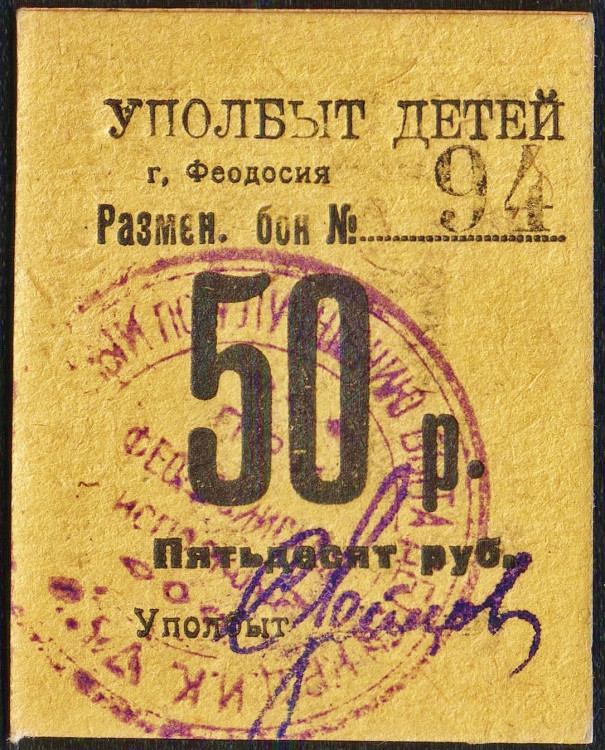 УПОЛБЫТ ДЕТЕЙ
г, Феодосия
Размен. бон № 94
50 р.
Пятьдесят руб.
Уполбыт